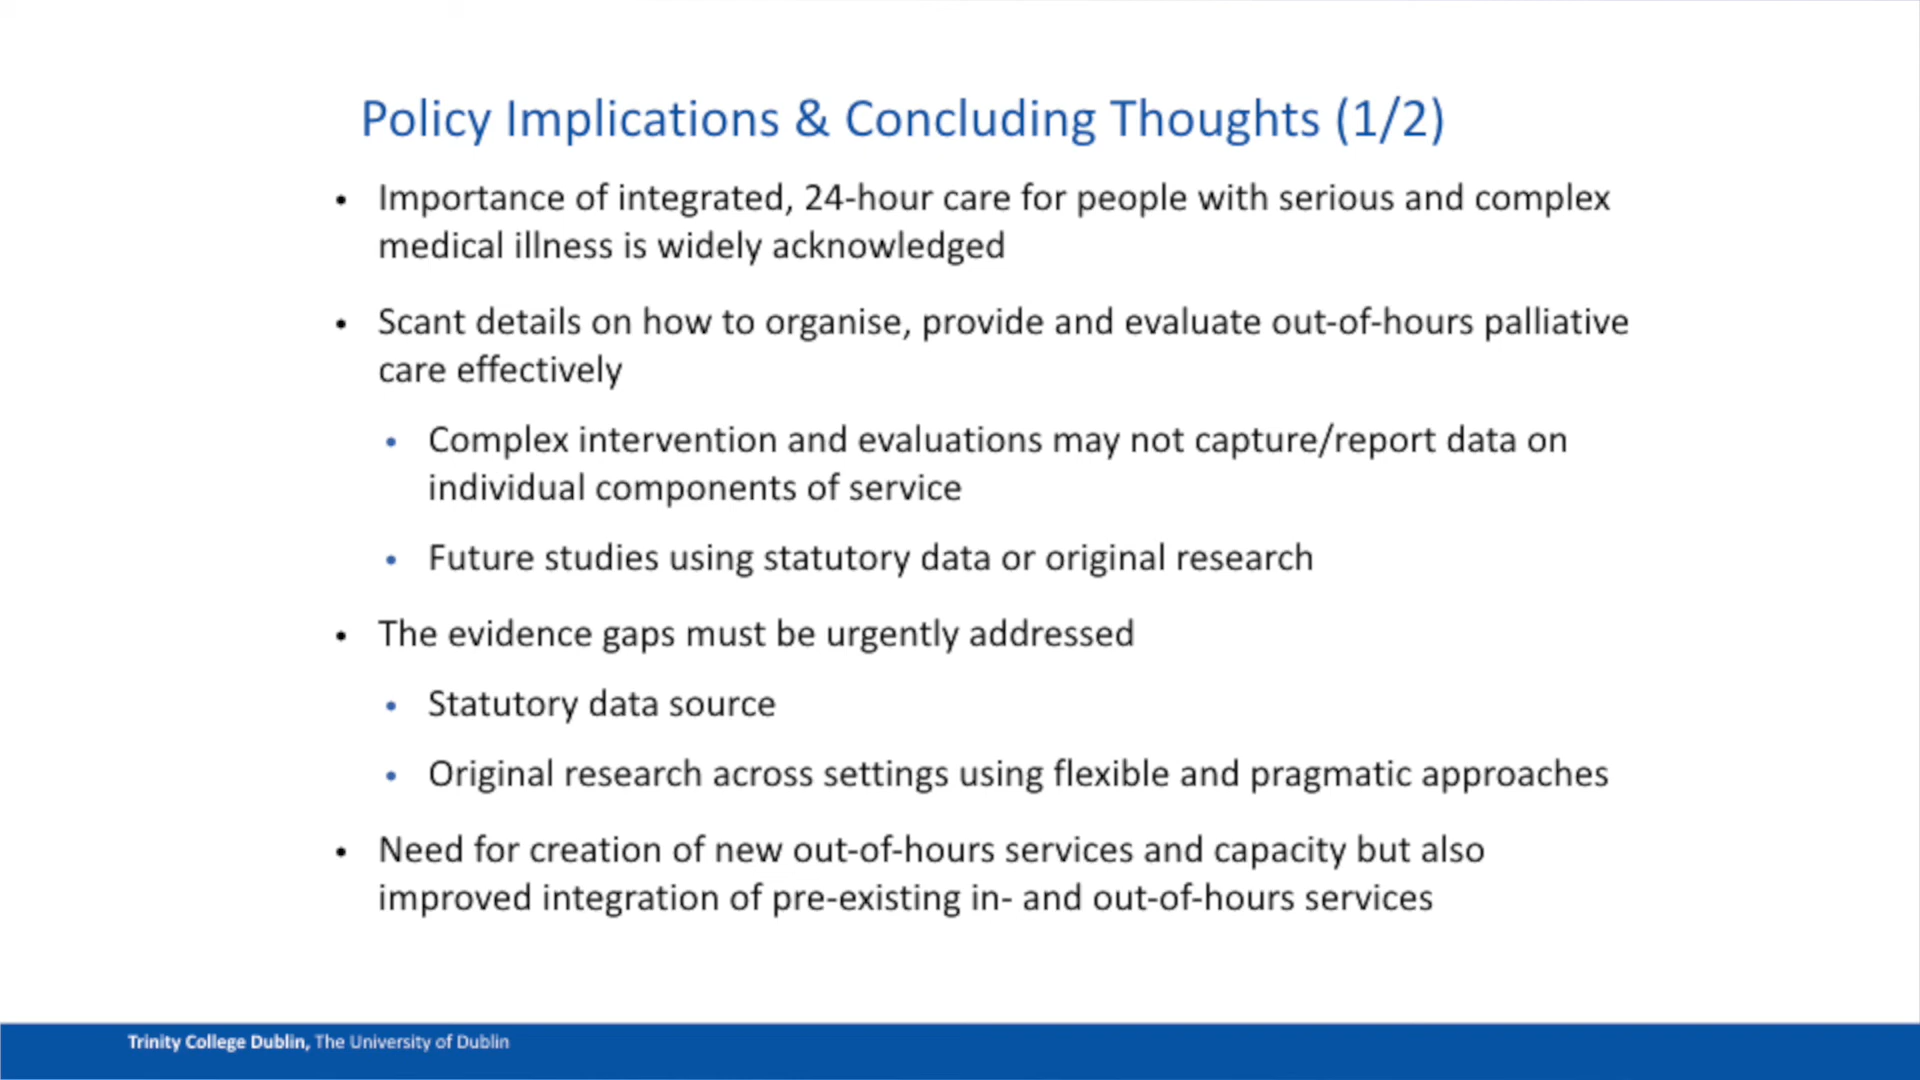 Policy Implications & Concluding Thoughts (1/2)
• Importance of integrated, 24-hour care for people with serious and complex
medical illness is widely acknowledged
• Scant details on how to organise, provide and evaluate out-of-hours palliative
care effectively
• Complex intervention and evaluations may not capture/report data on
individual components of service
• Future studies using statutory data or original research
• The evidence gaps must be urgently addressed
• Statutory data source
• Original research across settings using flexible and pragmatic approaches
• Need for creation of new out-of-hours services and capacity but also
improved integration of pre-existing in- and out-of-hours services
Trinity College Dublin, The University of Dublin